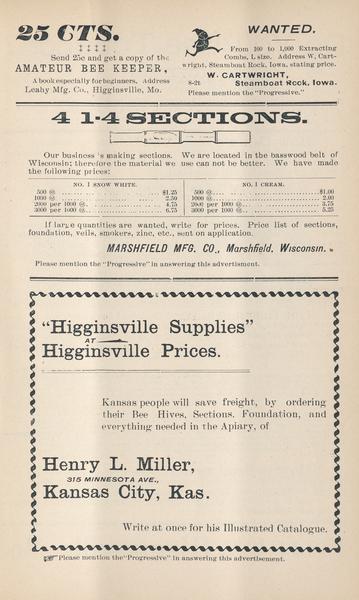 25 CTS.
Send 25c and get a copy of the
AMATEUR BEE KEEPER,
A book especially for beginners. Address
Leahy Mfg. Co., Higginsville, Mo.
WANTED.
From 100 to 1,000 Extracting
Combs, L size. Address W. Cart-
wright, Steamboat Rock, Iowa, stating price.
W. CARTWRIGHT,
8-2t Steamboat Rock, Iowa.
Please mention the "Progressive."
4 1-4 SECTIONS.
Our business is making sections. We are located in the basswood belt of
Wisconsin; therefore the material we use can not be better. We have made
the following prices:
NO. 1 SNOW WHITE.
500 @ $1.25
1000 @ 2.50
2000 per 1000 @ 4.75
3000 per 1000 @ 6.75
NO. 1 CREAM.
500 @ $1.00
1000 @ 2.00
2000 per 1000 @ 3.75
3000 per 1000 @ 5.25
If large quantities are wanted, write for prices. Price list of sections,
foundation, veils, smokers, zinc, etc., sent on application.
MARSHFIELD MFG. CO., Marshfield, Wisconsin.
Please mention the "Progressive" in answering this advertisment.
"Higginsville Supplies"
AT
Higginsville Prices.
Kansas people will save freight, by ordering
their Bee Hives, Sections, Foundation, and
everything needed in the Apiary, of
Henry L. Miller,
315 MINNESOTA AVE.,
Kansas City, Kas.
Write at once for his Illustrated Catalogue.
Please mention the "Progressive" in answering this advertisement.